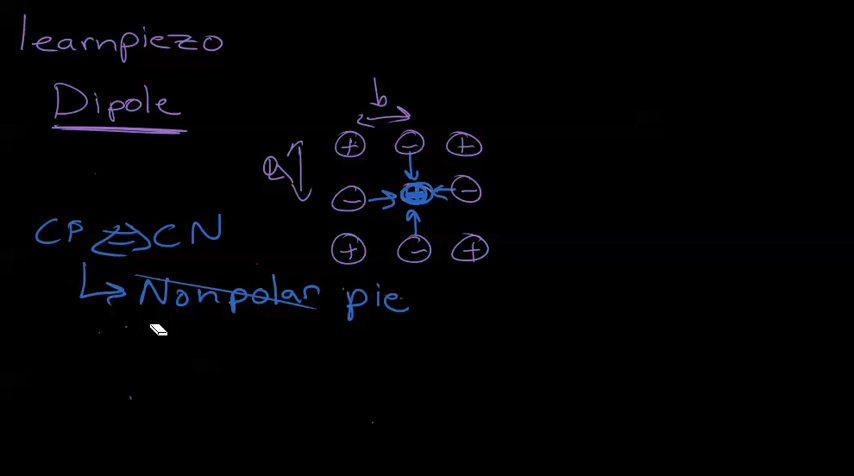 learnpiezo
Dipole
b
a
+ - +
- + -
+ - +
CP ⇔ CN
↳ Nonpolar pie